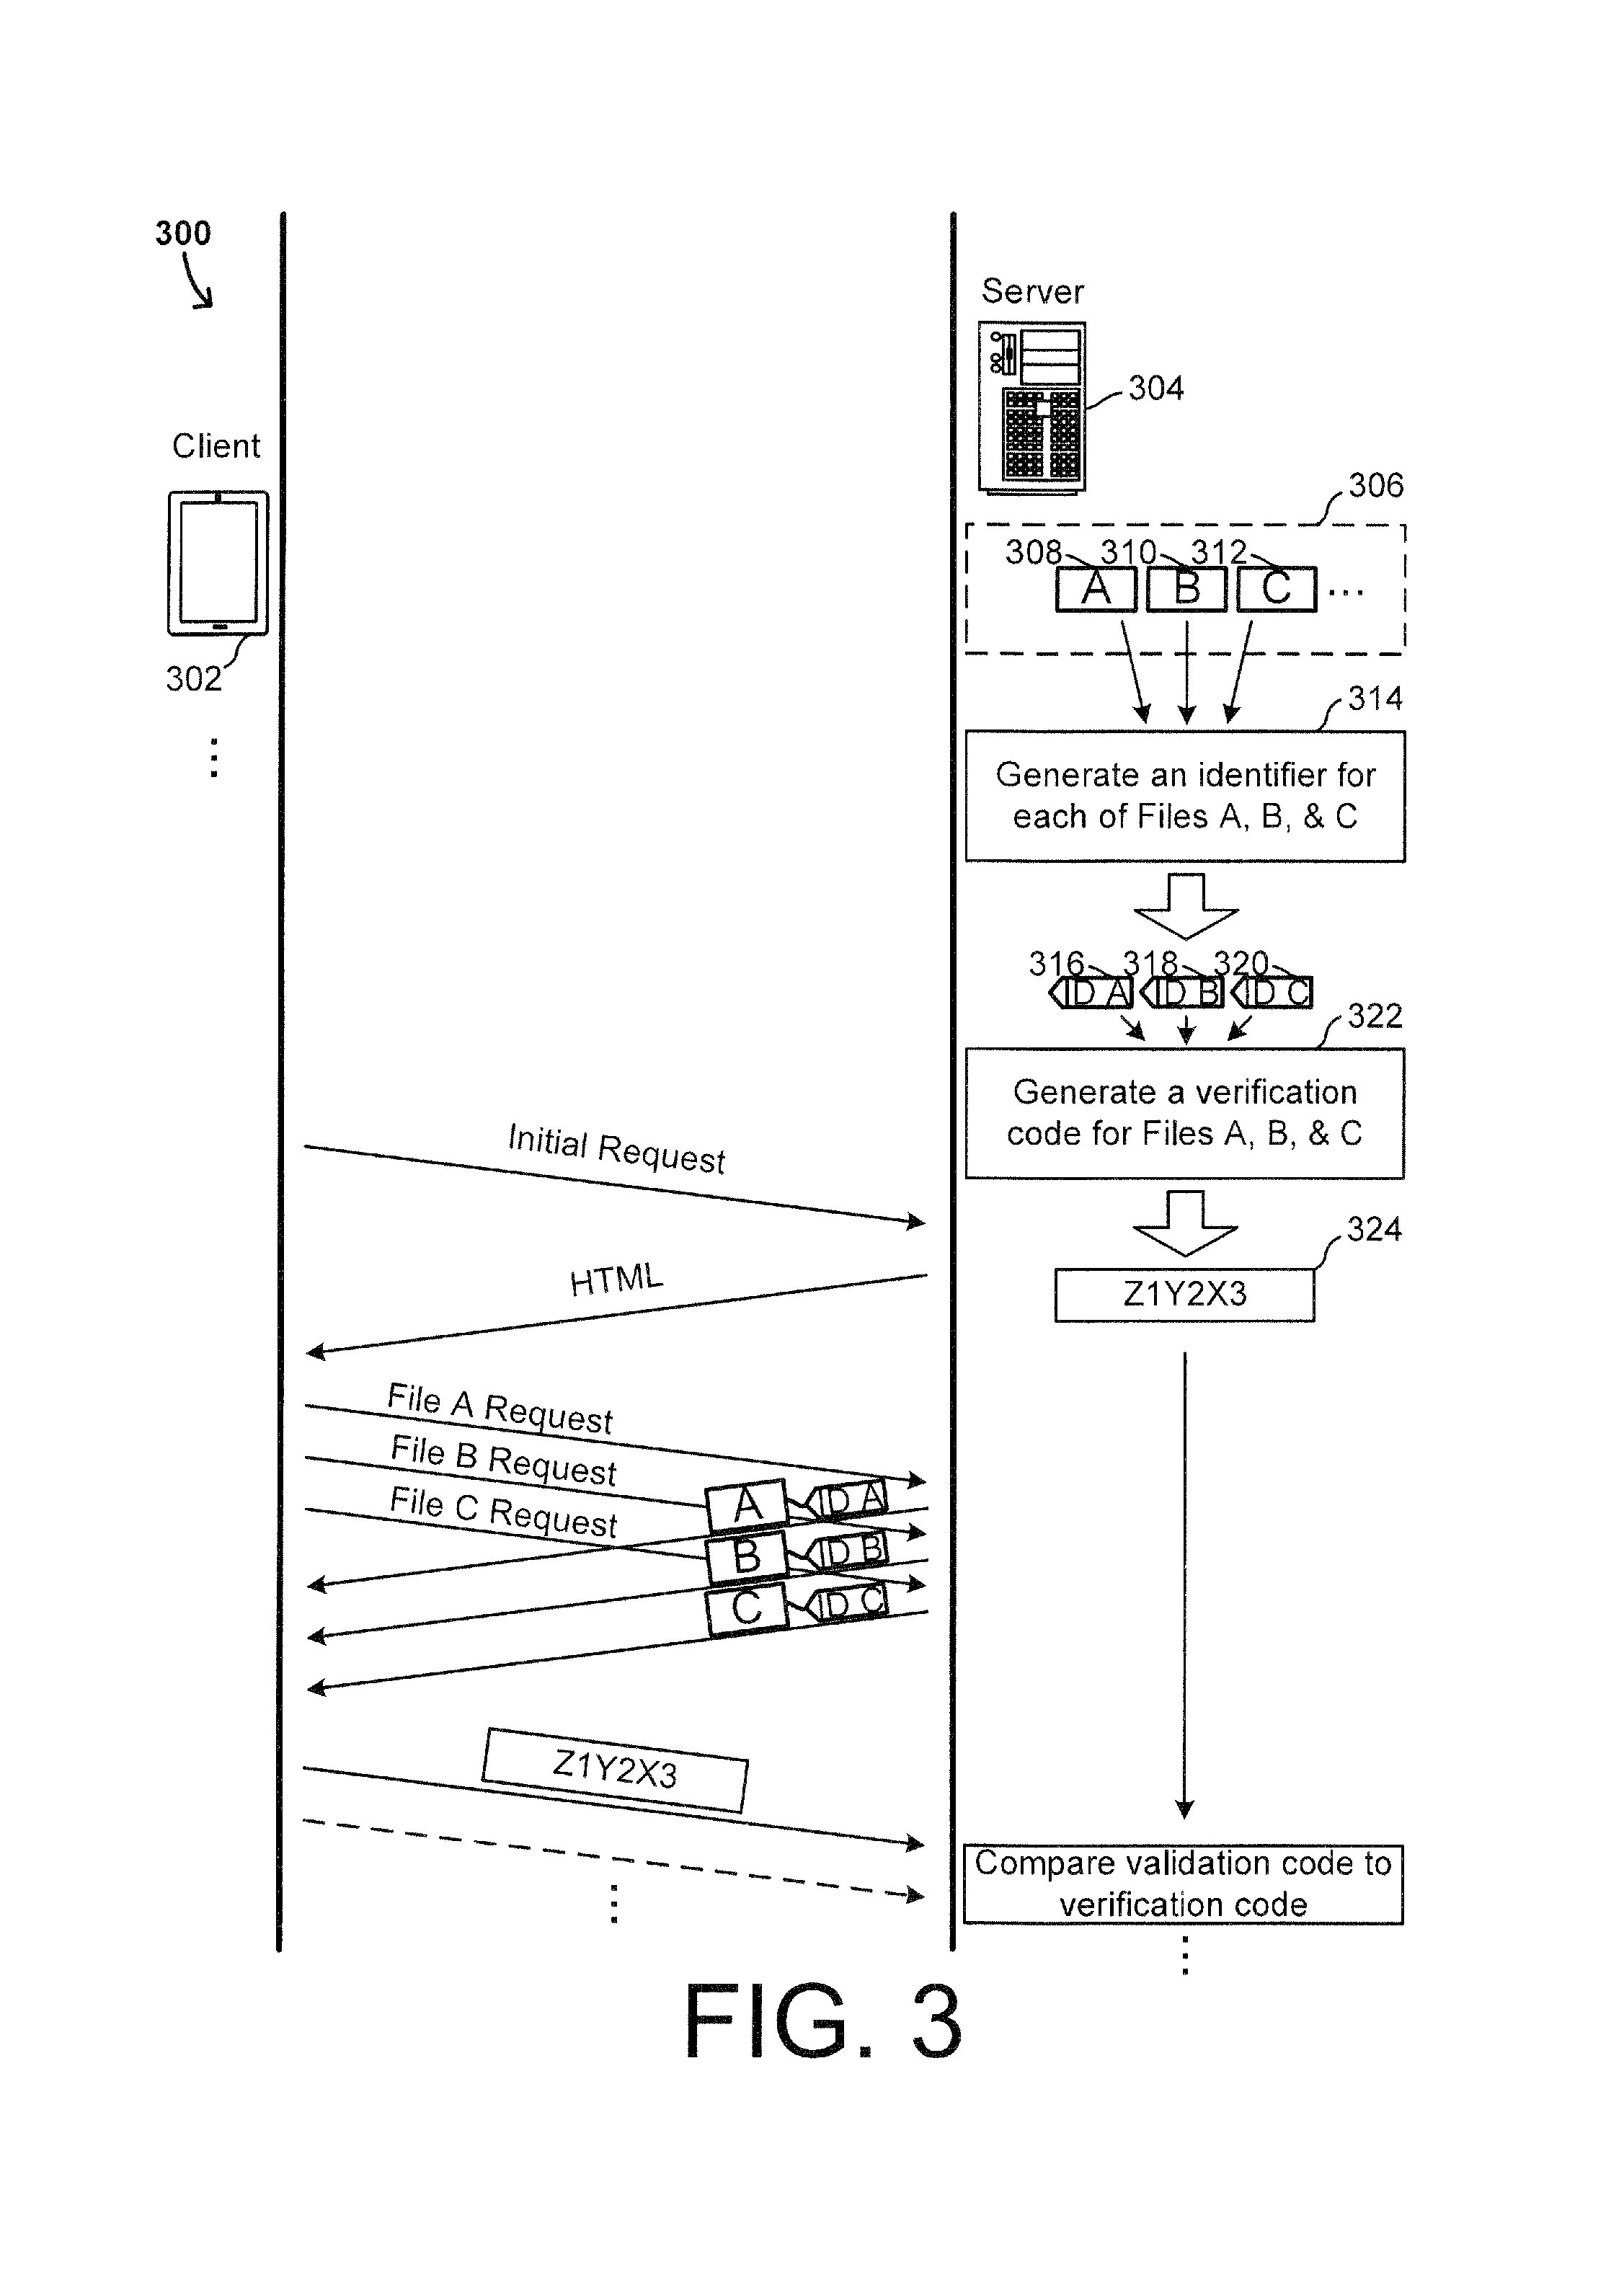 300
Server
304
Client
302
306
308
310
312
A
B
C
...
314
Generate an identifier for
each of Files A, B, & C
316
318
320
ID A
ID B
ID C
322
Generate a verification
code for Files A, B, & C
324
Z1Y2X3
Initial Request
HTML
File A Request
File B Request
File C Request
A
ID A
B
ID B
C
ID C
Z1Y2X3
Compare validation code to
verification code
FIG. 3